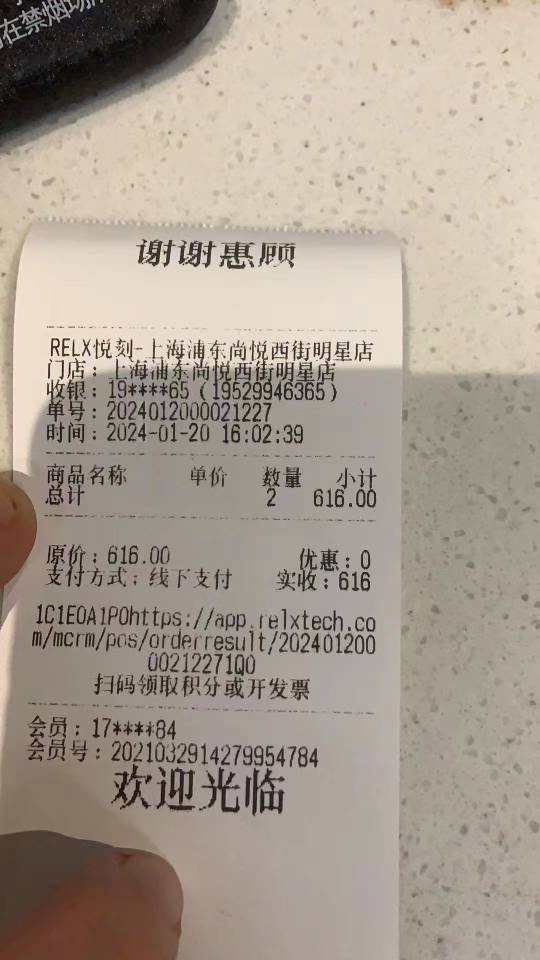 在禁烟场
谢谢惠顾
RELX悦刻-上海浦东尚悦西街明星店
门店：上海浦东尚悦西街明星店
收银：19****65（19529946365）
单号：2024012000021227
时间：2024-01-20 16:02:39
商品名称 单价 数量 小计
总计 2 616.00
原价：616.00 优惠：0
支付方式：线下支付 实收：616
1C1E0A1P0https://app.relxtech.co
m/mcrm/pos/orderresult/202401200
00212271Q0
扫码领取积分或开发票
会员：17****84
会员号：2021032914279954784
欢迎光临